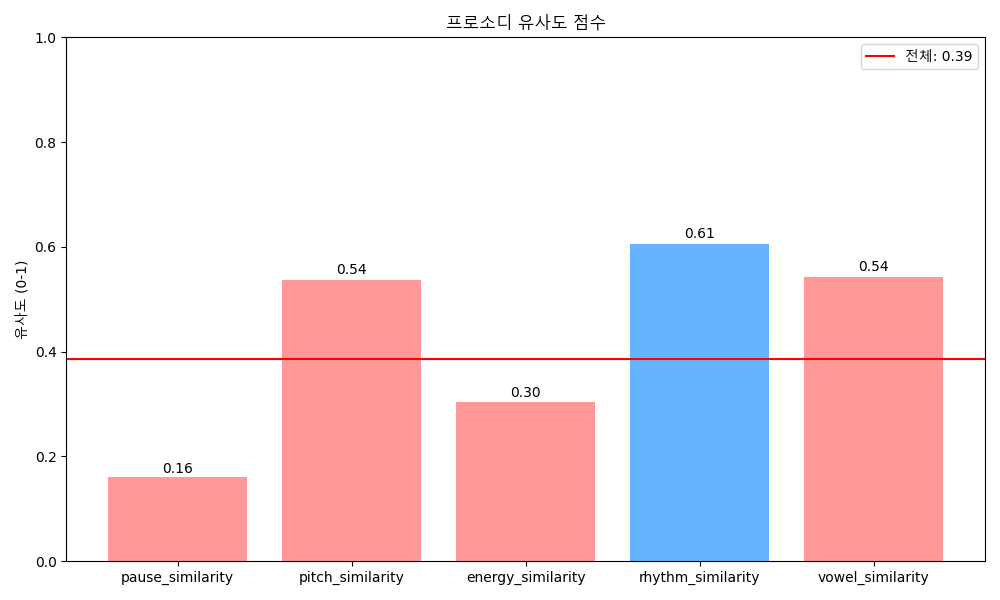 프로소디 유사도 점수
전체: 0.39
유사도 (0-1)
1.0
0.8
0.6
0.4
0.2
0.0
0.16
0.54
0.30
0.61
0.54
pause_similarity
pitch_similarity
energy_similarity
rhythm_similarity
vowel_similarity